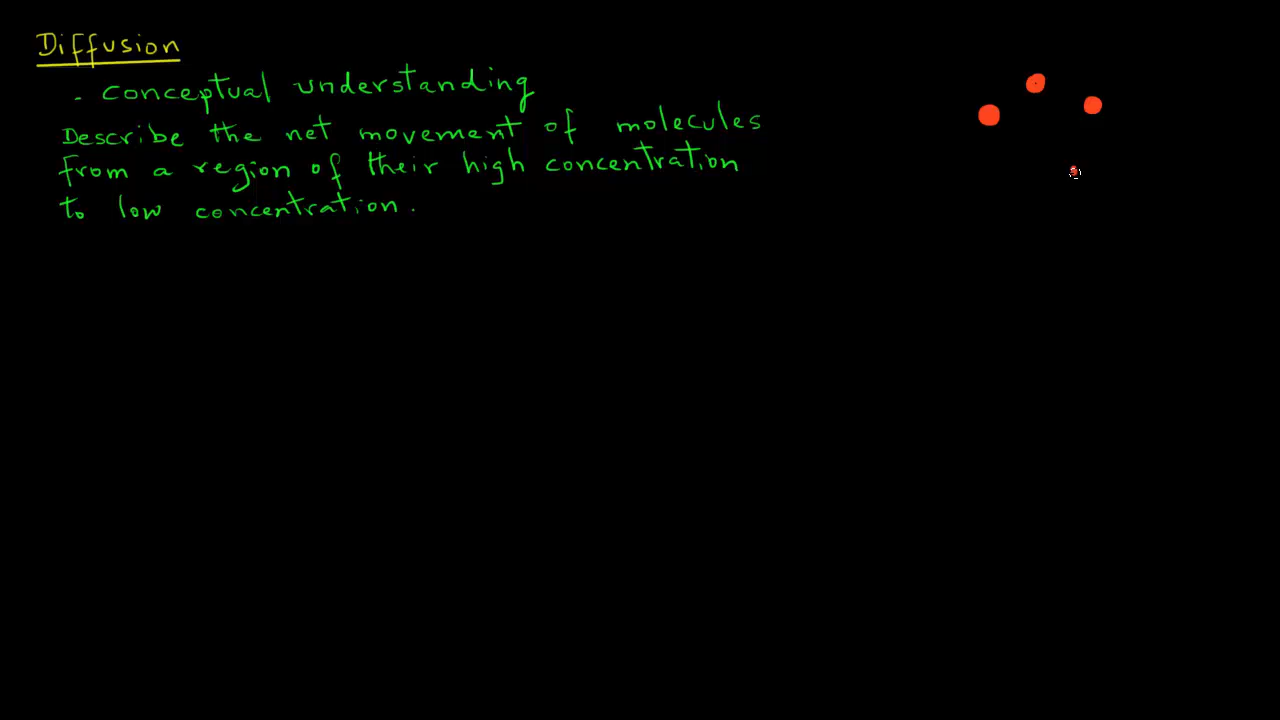 Diffusion
. conceptual understanding
Describe the net movement of molecules
from a region of their high concentration
to low concentration.